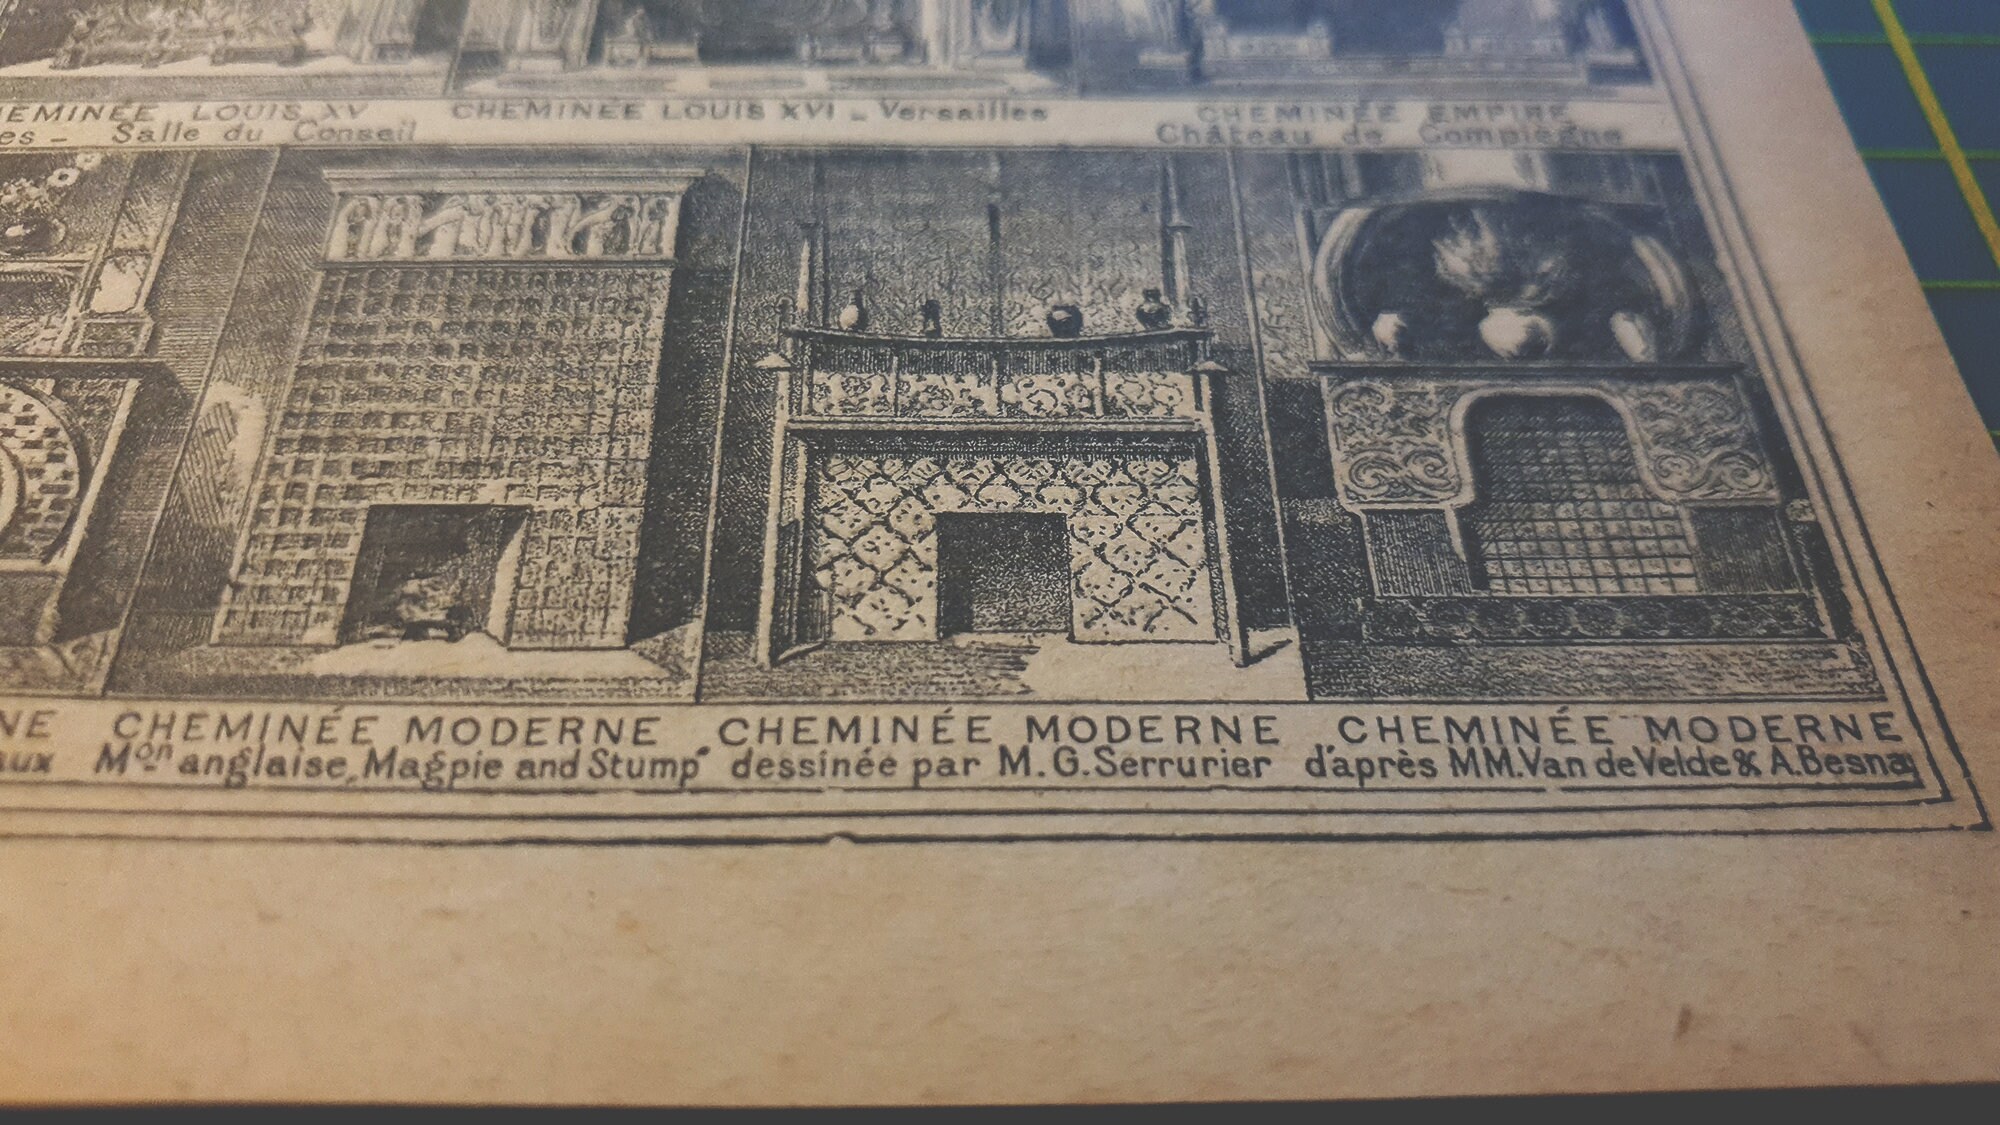 CHEMINÉE LOUIS XV
Salle du Conseil
CHEMINÉE LOUIS XVI _ Versailles
CHEMINÉE EMPIRE
Château de Compiègne
CHEMINÉE MODERNE
Mon anglaise, Magpie and Stump
CHEMINÉE MODERNE
dessinée par M. G. Serrurier
CHEMINÉE MODERNE
d'après MM. Van de Velde & A.